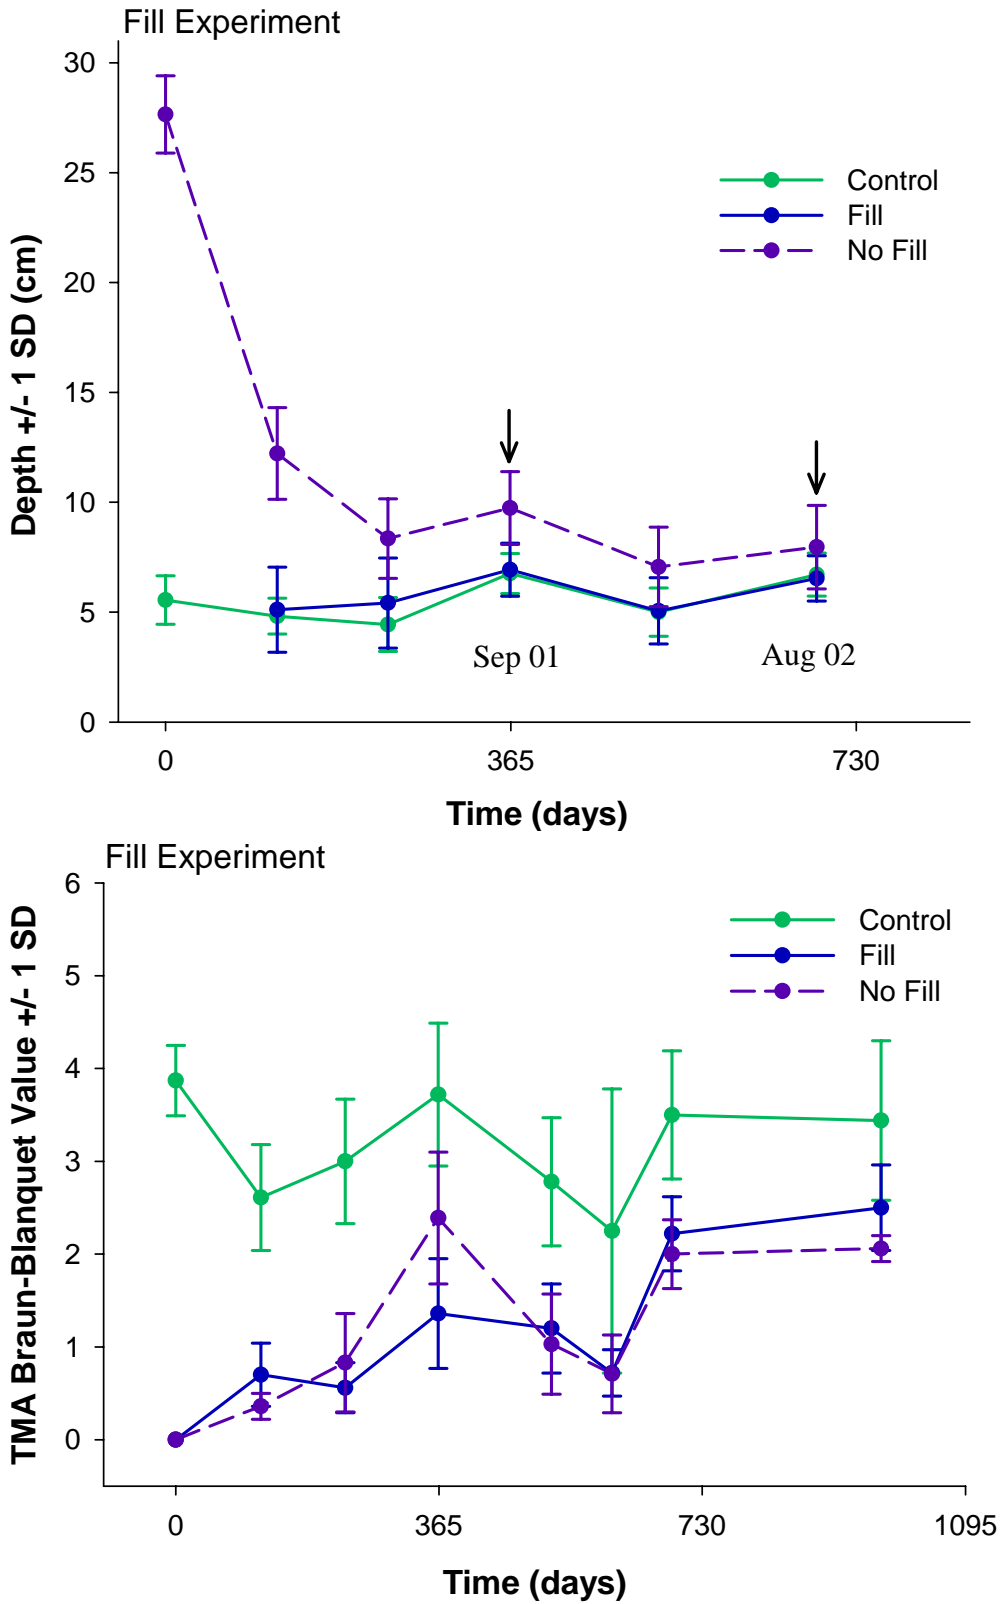 Fill Experiment
30
25
20
15
10
5
0
Depth +/- 1 SD (cm)
Control
Fill
No Fill
Sep 01
Aug 02
0 365 730
Time (days)
Fill Experiment
6
5
4
3
2
1
0
TMA Braun-Blanquet Value +/- 1 SD
Control
Fill
No Fill
0 365 730 1095
Time (days)